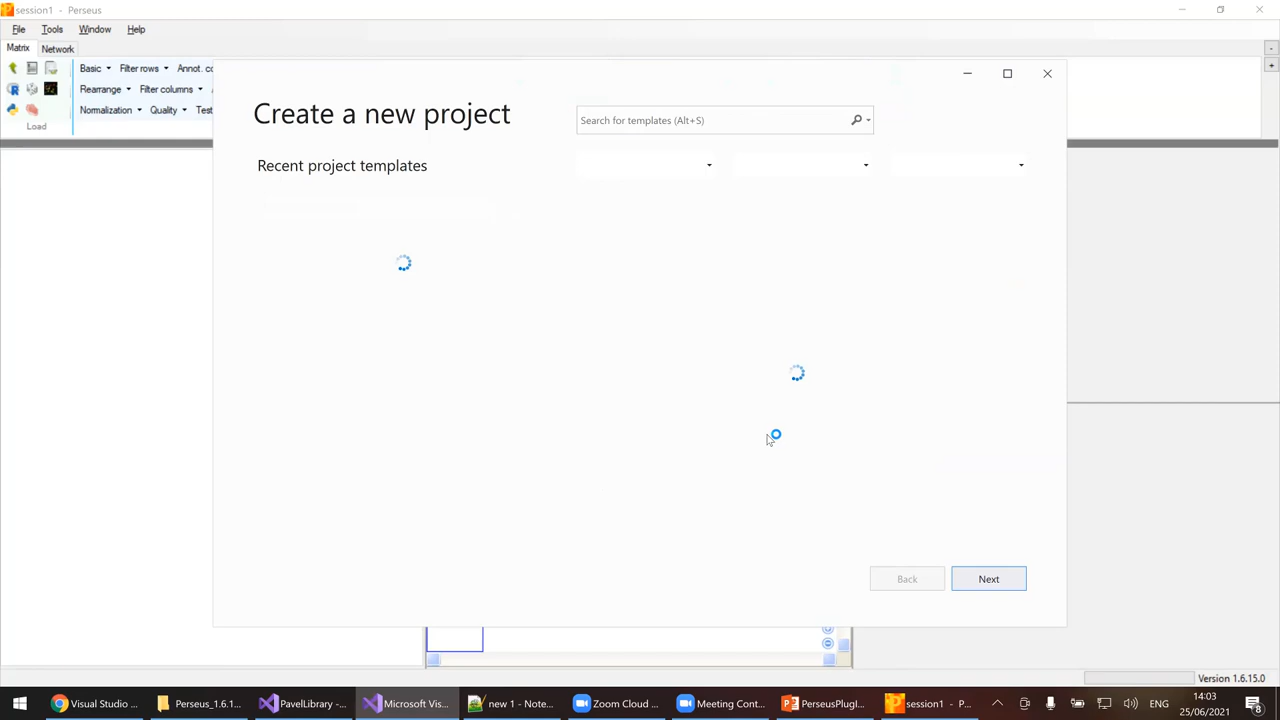 session1 - Perseus
File Tools Window Help
Matrix Network
Basic Filter rows Annot. co
Rearrange Filter columns
Normalization Quality Test
Load
Create a new project
Search for templates (Alt+S)
Recent project templates
Back Next
Version 1.6.15.0
Visual Studio ... Perseus_1.6.1... PavelLibrary - ... Microsoft Vis... new 1 - Note... Zoom Cloud ... Meeting Cont... PerseusPlugI... session1 - P...
ENG
14:03
25/06/2021
8